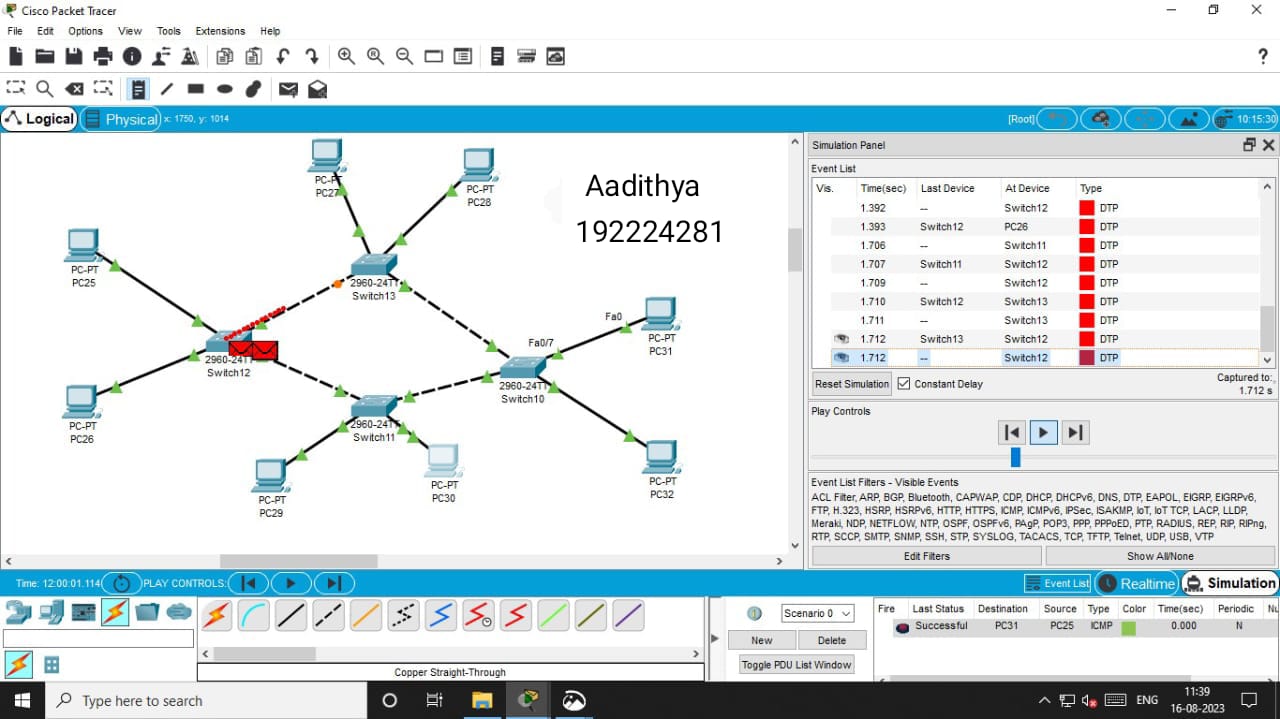 Cisco Packet Tracer
File Edit Options View Tools Extensions Help
Logical Physical x: 1750, y: 1014 [Root] 10:15:30
PC-PT
PC27
PC-PT
PC28
Aadithya
192224281
PC-PT
PC25
2960-24TT
Switch13
Fa0
PC-PT
PC31
Fa0/7
2960-24TT
Switch12
2960-24TT
Switch10
PC-PT
PC26
2960-24TT
Switch11
PC-PT
PC29
PC-PT
PC30
PC-PT
PC32
Simulation Panel
Event List
Vis. Time(sec) Last Device At Device Type
1.392 -- Switch12 DTP
1.393 Switch12 PC26 DTP
1.706 -- Switch11 DTP
1.707 Switch11 Switch12 DTP
1.709 -- Switch12 DTP
1.710 Switch12 Switch13 DTP
1.711 -- Switch13 DTP
1.712 Switch13 Switch12 DTP
1.712 -- Switch12 DTP
Reset Simulation Constant Delay Captured to:
1.712 s
Play Controls
Event List Filters - Visible Events
ACL Filter, ARP, BGP, Bluetooth, CAPWAP, CDP, DHCP, DHCPv6, DNS, DTP, EAPOL, EIGRP, EIGRPv6,
FTP, H.323, HSRP, HSRPv6, HTTP, HTTPS, ICMP, ICMPv6, IPSec, ISAKMP, IoT, IoT TCP, LACP, LLDP,
Meraki, NDP, NETFLOW, NTP, OSPF, OSPFv6, PAgP, POP3, PPP, PPPoED, PTP, RADIUS, REP, RIP, RIPng,
RTP, SCCP, SMTP, SNMP, SSH, STP, SYSLOG, TACACS, TCP, TFTP, Telnet, UDP, USB, VTP
Edit Filters Show All/None
Time: 12:00:01.114 PLAY CONTROLS: Event List Realtime Simulation
Copper Straight-Through
Scenario 0
New Delete
Toggle PDU List Window
Fire Last Status Destination Source Type Color Time(sec) Periodic Nu
Successful PC31 PC25 ICMP 0.000 N
Type here to search
ENG
11:39
16-08-2023